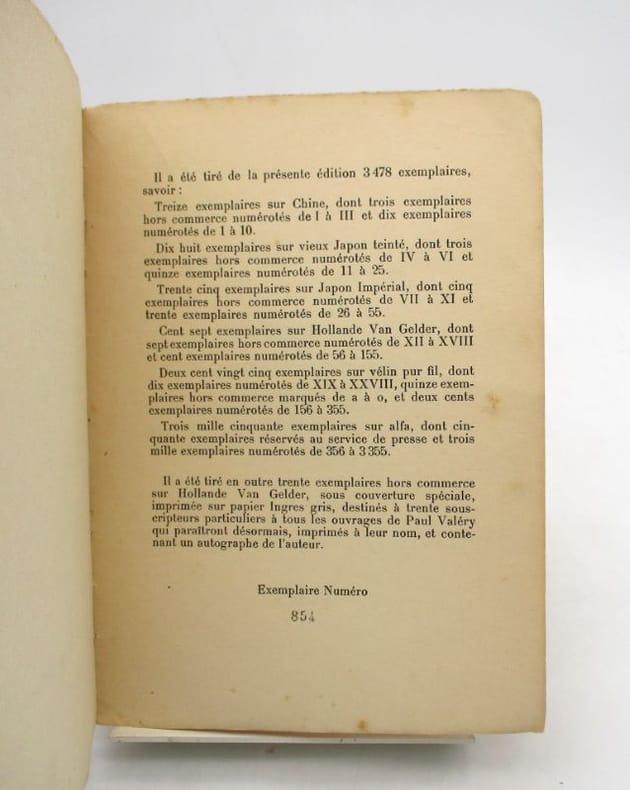 Il a été tiré de la présente édition 3 478 exemplaires,
savoir :
Treize exemplaires sur Chine, dont trois exemplaires
hors commerce numérotés de I à III et dix exemplaires
numérotés de 1 à 10.
Dix huit exemplaires sur vieux Japon teinté, dont trois
exemplaires hors commerce numérotés de IV à VI et
quinze exemplaires numérotés de 11 à 25.
Trente cinq exemplaires sur Japon Impérial, dont cinq
exemplaires hors commerce numérotés de VII à XI et
trente exemplaires numérotés de 26 à 55.
Cent sept exemplaires sur Hollande Van Gelder, dont
sept exemplaires hors commerce numérotés de XII à XVIII
et cent exemplaires numérotés de 56 à 155.
Deux cent vingt cinq exemplaires sur vélin pur fil, dont
dix exemplaires numérotés de XIX à XXVIII, quinze exem-
plaires hors commerce marqués de a à o, et deux cents
exemplaires numérotés de 156 à 355.
Trois mille cinquante exemplaires sur alfa, dont cin-
quante exemplaires réservés au service de presse et trois
mille exemplaires numérotés de 356 à 3 355.
Il a été tiré en outre trente exemplaires hors commerce
sur Hollande Van Gelder, sous couverture spéciale,
imprimée sur papier Ingres gris, destinés à trente sous-
cripteurs particuliers à tous les ouvrages de Paul Valéry
qui paraîtront désormais, imprimés à leur nom, et conte-
nant un autographe de l'auteur.
Exemplaire Numéro
854